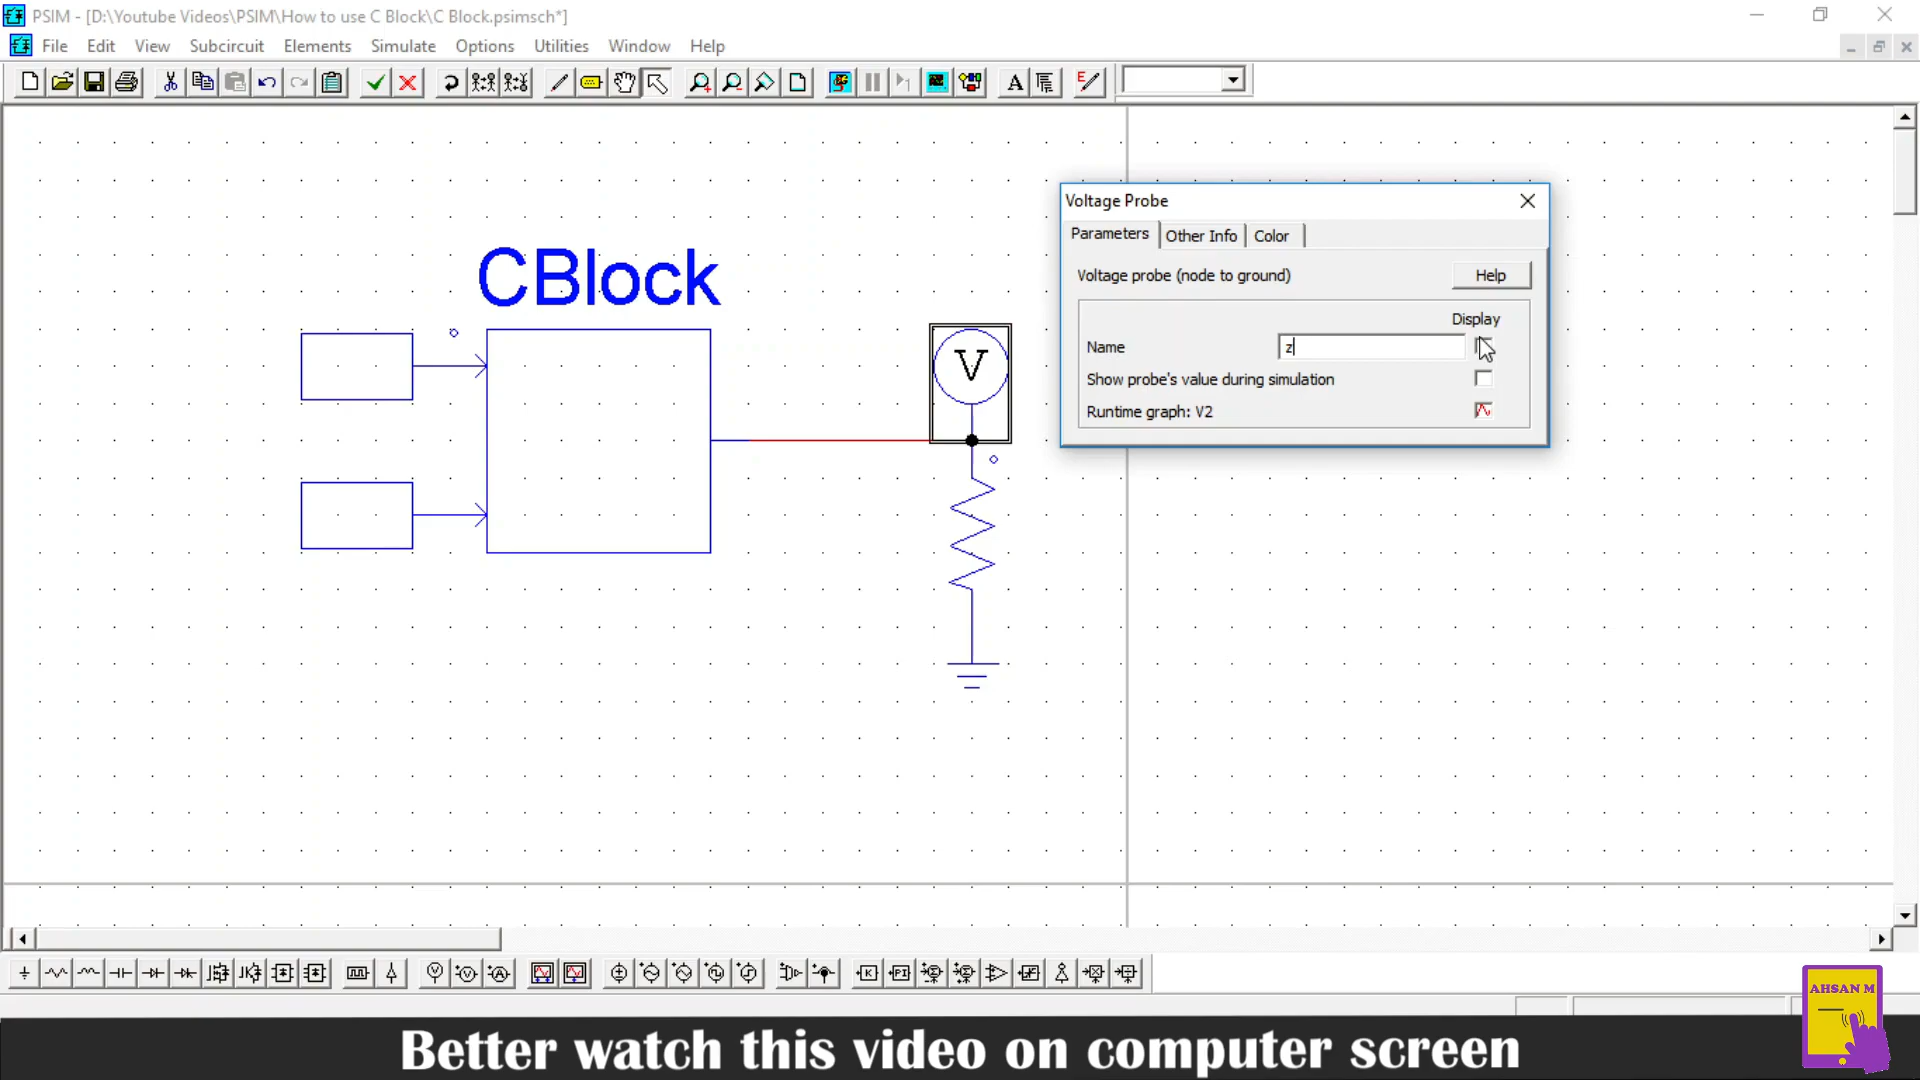 PSIM - [D:\Youtube Videos\PSIM\How to use C Block\C Block.psimsch*]
File Edit View Subcircuit Elements Simulate Options Utilities Window Help
CBlock
V
Voltage Probe
Parameters Other Info Color
Voltage probe (node to ground) Help
Display
Name z
Show probe's value during simulation
Runtime graph: V2
AHSAN M
Better watch this video on computer screen